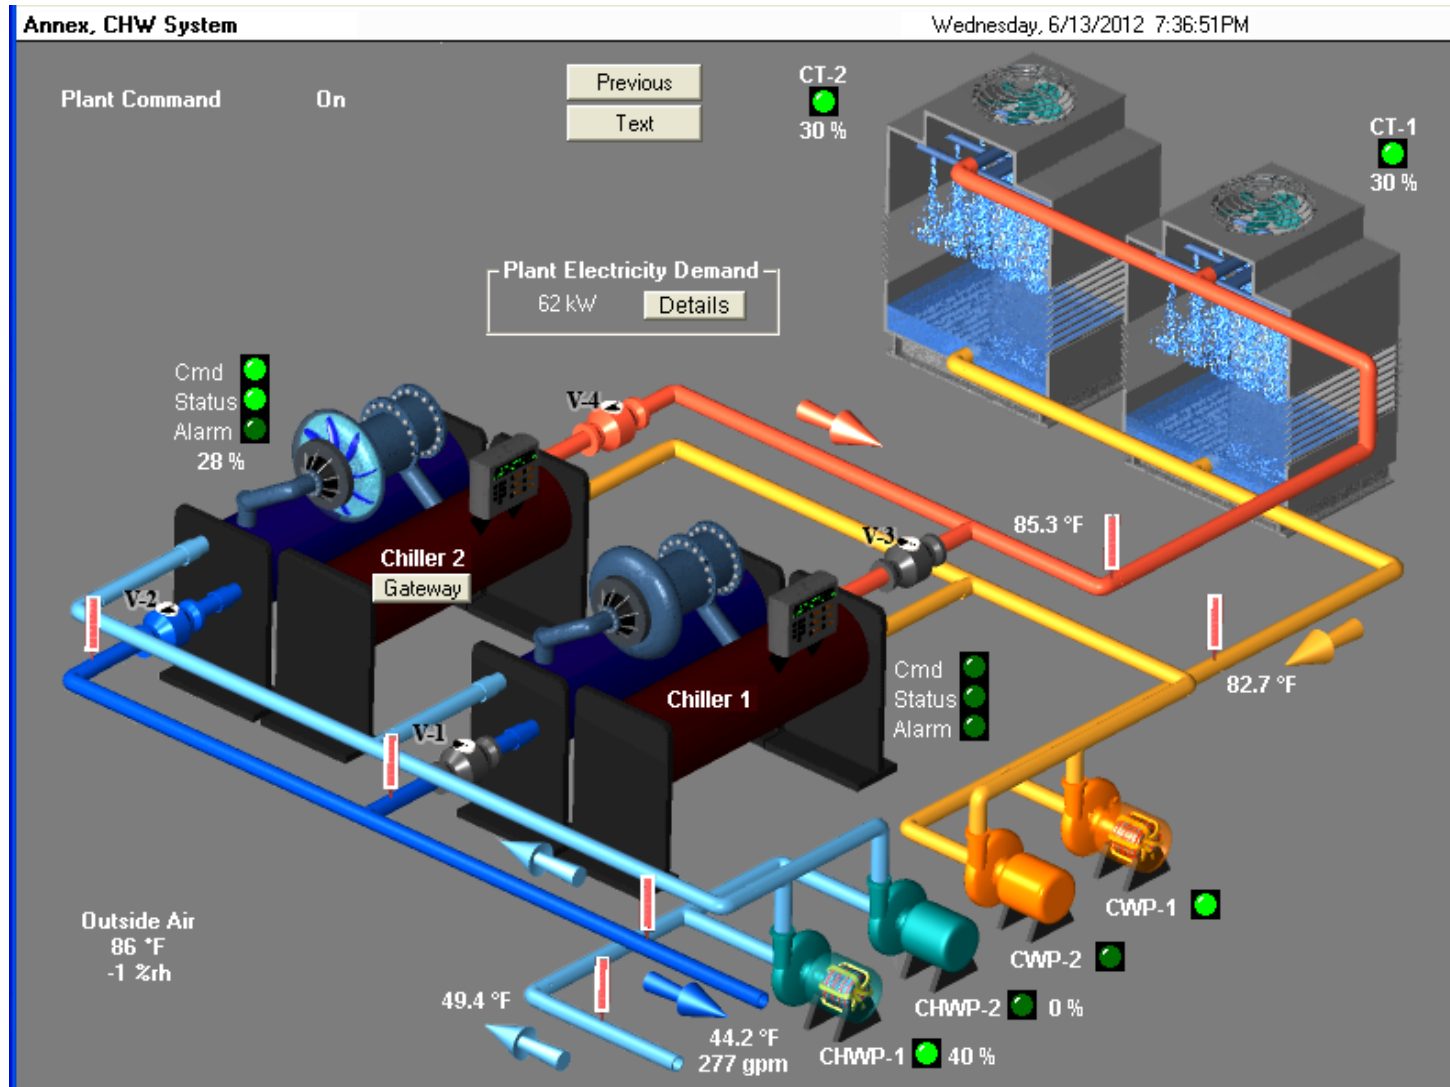 Annex, CHW System
Wednesday, 6/13/2012 7:36:51PM
Plant Command On
Previous
Text
CT-2
30 %
CT-1
30 %
Plant Electricity Demand
62 kW Details
Cmd
Status
Alarm
28 %
V-4
85.3 °F
V-3
Chiller 2
Gateway
V-2
Cmd
Status
Alarm
82.7 °F
Chiller 1
V-1
Outside Air
86 °F
-1 %rh
CWP-1
CWP-2
49.4 °F
CHWP-2 0 %
44.2 °F
277 gpm
CHWP-1 40 %